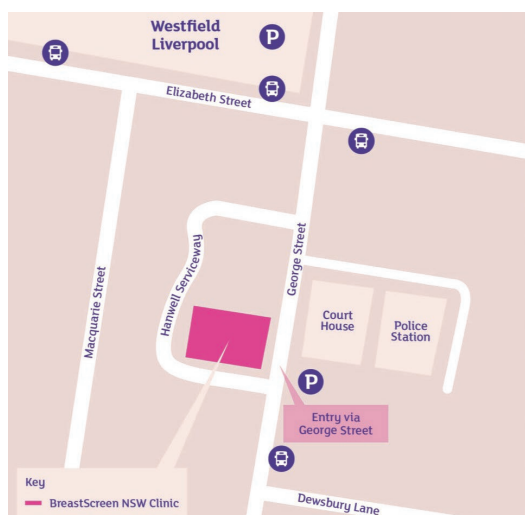 Westfield
Liverpool
P
Elizabeth Street
George Street
Hanwell Serviceway
Macquarie Street
Court
House
Police
Station
P
Entry via
George Street
Key
BreastScreen NSW Clinic
Dewsbury Lane